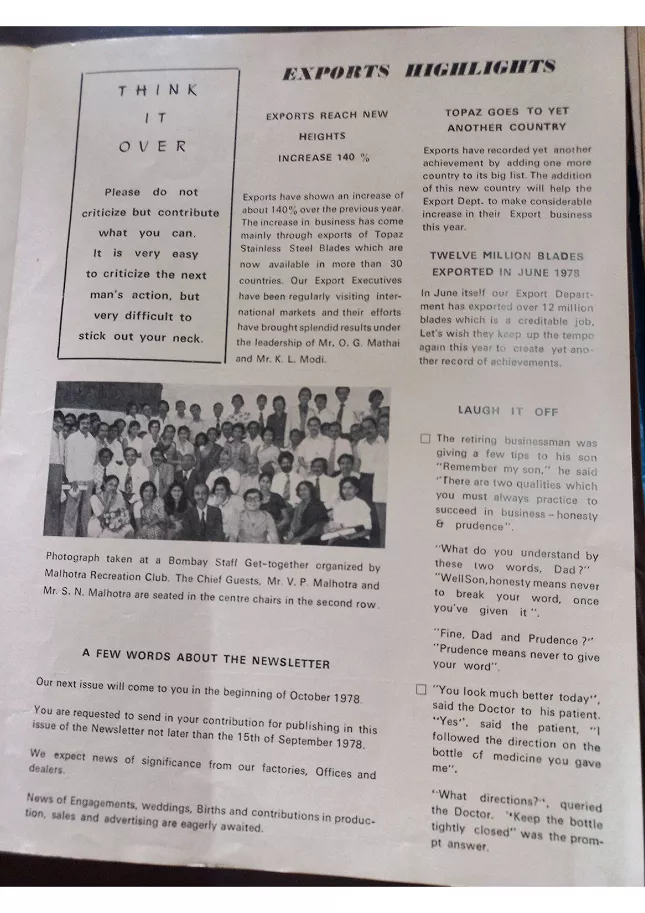 THINK
IT
OVER
Please do not
criticize but contribute
what you can.
It is very easy
to criticize the next
man's action, but
very difficult to
stick out your neck.
EXPORTS HIGHLIGHTS
EXPORTS REACH NEW
HEIGHTS
INCREASE 140 %
Exports have shown an increase of
about 140% over the previous year.
The increase in business has come
mainly through exports of Topaz
Stainless Steel Blades which are
now available in more than 30
countries. Our Export Executives
have been regularly visiting inter-
national markets and their efforts
have brought splendid results under
the leadership of Mr. O. G. Mathai
and Mr. K. L. Modi.
TOPAZ GOES TO YET
ANOTHER COUNTRY
Exports have recorded yet another
achievement by adding one more
country to its big list. The addition
of this new country will help the
Export Dept. to make considerable
increase in their Export business
this year.
TWELVE MILLION BLADES
EXPORTED IN JUNE 1978
In June itself our Export Depart-
ment has exported over 12 million
blades which is a creditable job.
Let's wish they keep up the tempo
again this year to create yet ano-
ther record of achievements.
Photograph taken at a Bombay Staff Get-together organized by
Malhotra Recreation Club. The Chief Guests, Mr. V. P. Malhotra and
Mr. S. N. Malhotra are seated in the centre chairs in the second row.
A FEW WORDS ABOUT THE NEWSLETTER
Our next issue will come to you in the beginning of October 1978.
You are requested to send in your contribution for publishing in this
issue of the Newsletter not later than the 15th of September 1978.
We expect news of significance from our factories, Offices and
dealers.
News of Engagements, weddings, Births and contributions in produc-
tion, sales and advertising are eagerly awaited.
LAUGH IT OFF
The retiring businessman was
giving a few tips to his son
"Remember my son," he said
"There are two qualities which
you must always practice to
succeed in business – honesty
& prudence".
"What do you understand by
these two words, Dad ?"
"Well Son, honesty means never
to break your word, once
you've given it ".
"Fine, Dad and Prudence ?"
"Prudence means never to give
your word".
"You look much better today",
said the Doctor to his patient.
"Yes", said the patient, "I
followed the direction on the
bottle of modicine you gave
me".
"What directions?", queried
the Doctor. "Keep the bottle
tightly closed" was the prom-
pt answer.